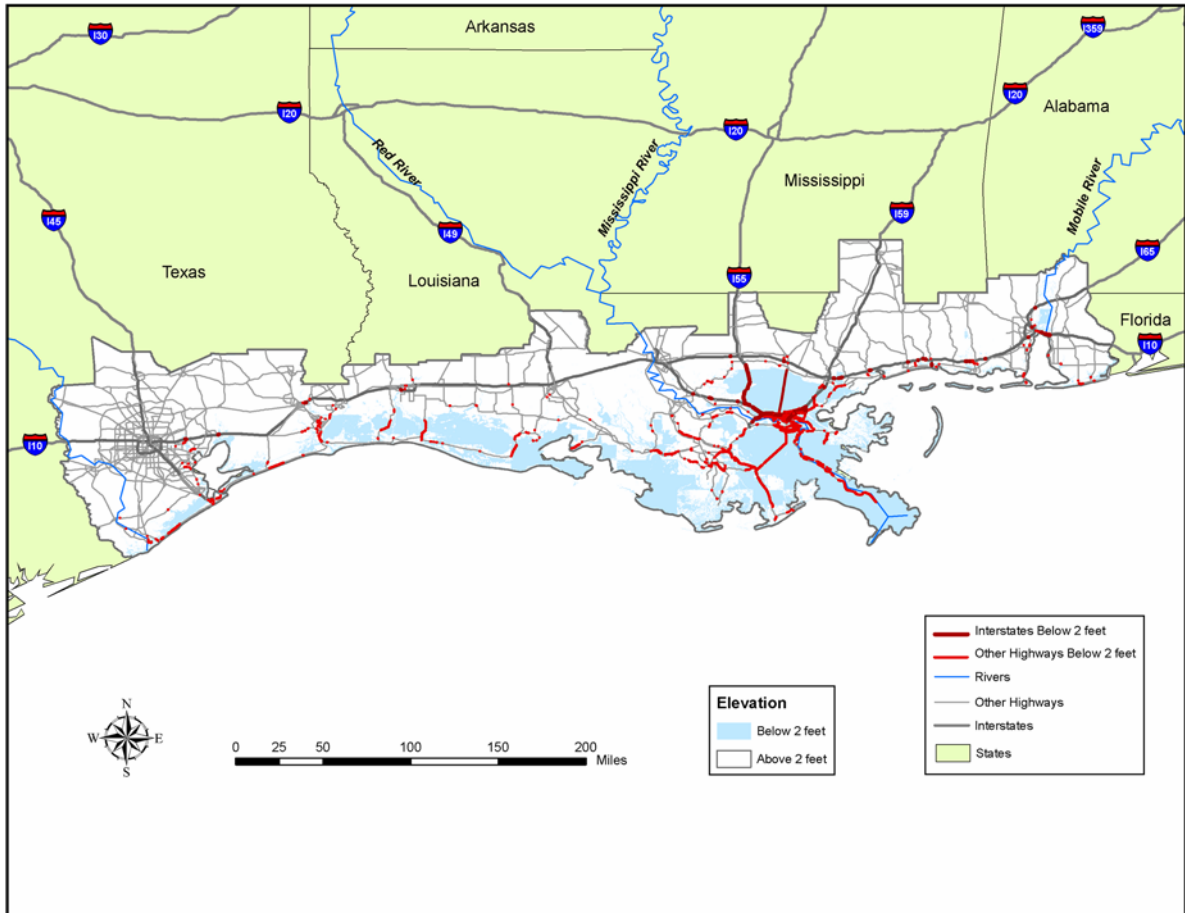 I30
Arkansas
I359
I20
I20
I20
Alabama
Red River
Mississippi River
Mobile River
Mississippi
I45
I49
I59
I65
Texas
Louisiana
I55
Florida
I10
I10
Interstates Below 2 feet
Other Highways Below 2 feet
Rivers
Other Highways
Interstates
States
Elevation
Below 2 feet
Above 2 feet
N
W E
S
0 25 50 100 150 200
Miles